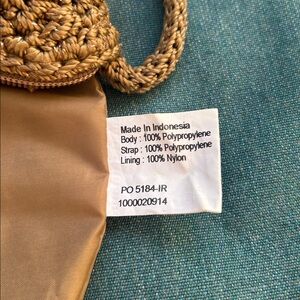 Made In Indonesia
Body : 100% Polypropylene
Strap : 100% Polypropylene
Lining : 100% Nylon
PO 5184-IR
1000020914